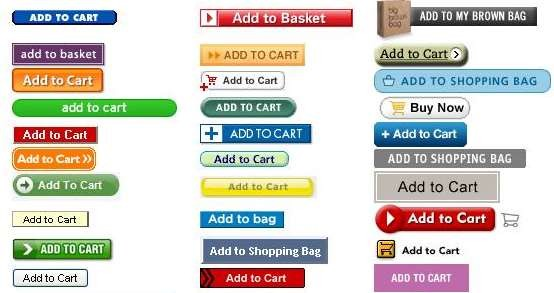 ADD TO CART
add to basket
Add to Cart
add to cart
Add to Cart
Add to Cart
Add To Cart
Add to Cart
ADD TO CART
Add to Cart
Add to Basket
ADD TO CART
Add to Cart
ADD TO CART
ADD TO CART
Add to Cart
Add to Cart
Add to bag
Add to Shopping Bag
Add to Cart
big
brown
bag
ADD TO MY BROWN BAG
Add to Cart
ADD TO SHOPPING BAG
Buy Now
Add to Cart
ADD TO SHOPPING BAG
Add to Cart
Add to Cart
Add to Cart
ADD TO CART